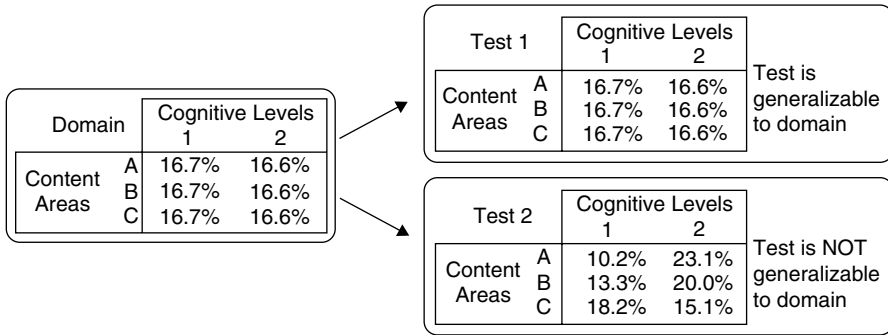 Domain Cognitive Levels
1 2
Content Areas A 16.7% 16.6%
B 16.7% 16.6%
C 16.7% 16.6%
Test 1 Cognitive Levels
1 2
Content Areas A 16.7% 16.6%
B 16.7% 16.6%
C 16.7% 16.6%
Test is
generalizable
to domain
Test 2 Cognitive Levels
1 2
Content Areas A 10.2% 23.1%
B 13.3% 20.0%
C 18.2% 15.1%
Test is NOT
generalizable
to domain